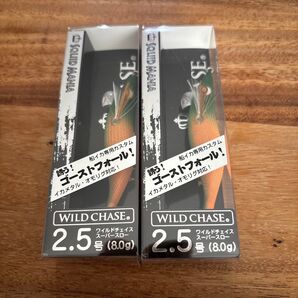 SQUID MANIA
SE.
船イカ専用カスタム
誘う!
ゴーストフォール!
イカメタル・オモリグ対応!
WILD CHASE®
ワイルドチェイス
スーパースロー
2.5号(8.0g)
SQUID MANIA
SE.
船イカ専用カスタム
誘う!
ゴーストフォール!
イカメタル・オモリグ対応!
WILD CHASE®
ワイルドチェイス
スーパースロー
2.5号(8.0g)